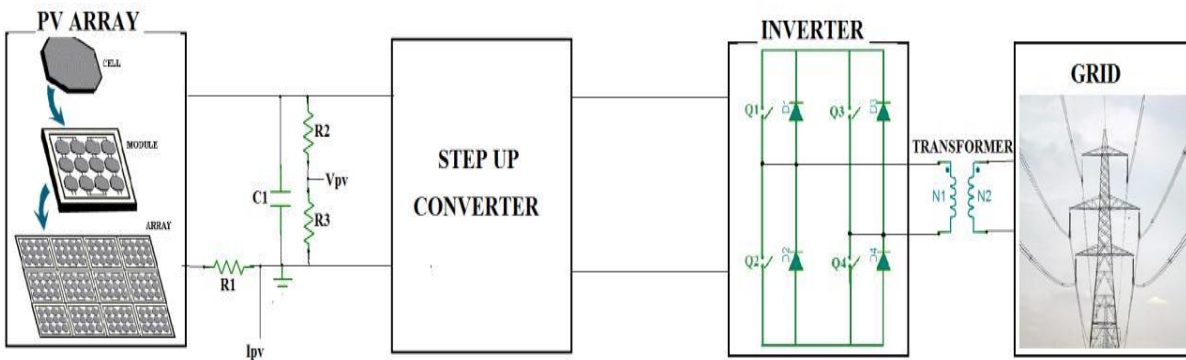 PV ARRAY
CELL
MODULE
ARRAY
R1
Ipv
C1
R2
Vpv
R3
STEP UP
CONVERTER
INVERTER
Q1
D1
Q3
D3
Q2
D2
Q4
D4
TRANSFORMER
N1
N2
GRID